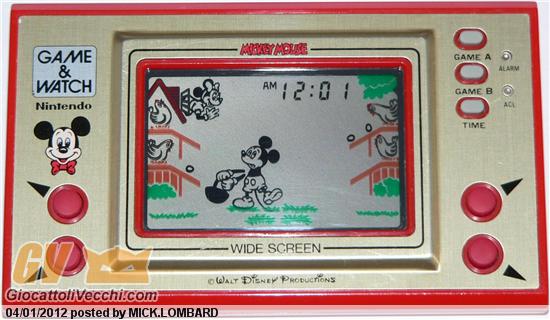 GAME
&
WATCH
Nintendo
MICKEY MOUSE
AM 12:01
GAME A
ALARM
GAME B
ACL
TIME
WIDE SCREEN
© WALT DISNEY PRODUCTIONS
GV
GiocattoliVecchi.com
04/01/2012 posted by MICK.LOMBARD